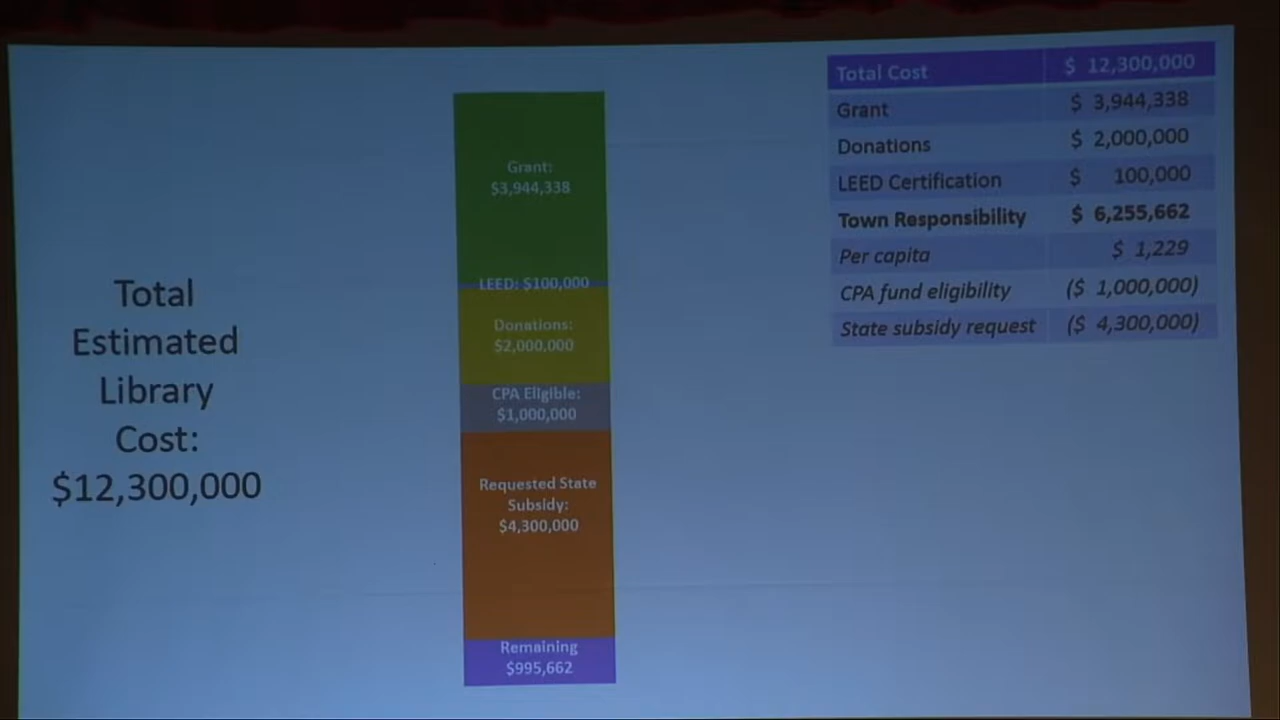 Total
Estimated
Library
Cost:
$12,300,000
Grant:
$3,944,338
LEED: $100,000
Donations:
$2,000,000
CPA Eligible:
$1,000,000
Requested State
Subsidy:
$4,300,000
Remaining
$995,662
Total Cost $ 12,300,000
Grant $ 3,944,338
Donations $ 2,000,000
LEED Certification $ 100,000
Town Responsibility $ 6,255,662
Per capita $ 1,229
CPA fund eligibility ($ 1,000,000)
State subsidy request ($ 4,300,000)